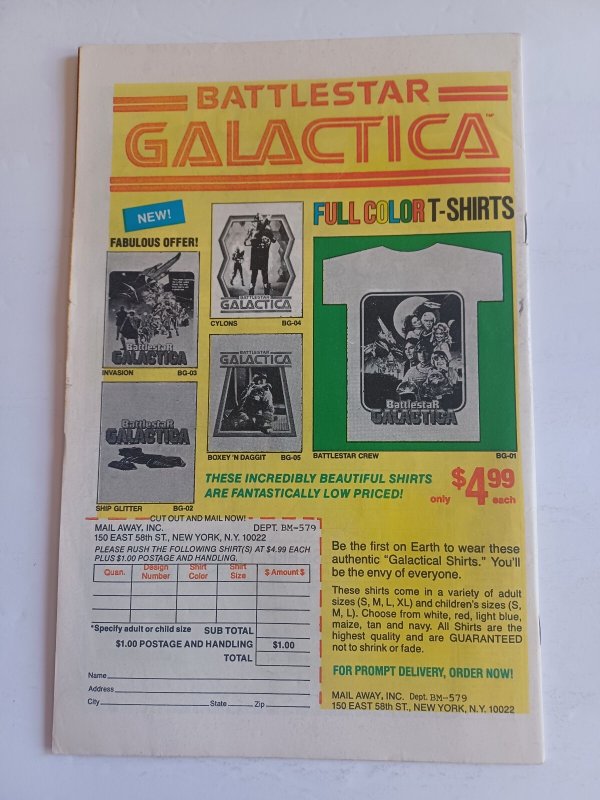 BATTLESTAR
GALACTICA™
NEW!
FABULOUS OFFER!
FULL COLOR T-SHIRTS
BattlestaR
GALACTICA
INVASION BG-03
BATTLESTAR
GALACTICA
CYLONS BG-04
BattlestaR
GALACTICA
SHIP GLITTER BG-02
BATTLESTAR
GALACTICA
BOXEY 'N DAGGIT BG-05
BattlestaR
GALACTICA
BATTLESTAR CREW BG-01
THESE INCREDIBLY BEAUTIFUL SHIRTS
ARE FANTASTICALLY LOW PRICED!
only $4.99 each
CUT OUT AND MAIL NOW!
MAIL AWAY, INC. DEPT. BM-579
150 EAST 58th ST., NEW YORK, N.Y. 10022
PLEASE RUSH THE FOLLOWING SHIRT(S) AT $4.99 EACH
PLUS $1.00 POSTAGE AND HANDLING.
Quan. Design Number Shirt Color Shirt Size $ Amount $
*Specify adult or child size SUB TOTAL
$1.00 POSTAGE AND HANDLING $1.00
TOTAL
Name
Address
City State Zip
Be the first on Earth to wear these
authentic "Galactical Shirts." You'll
be the envy of everyone.
These shirts come in a variety of adult
sizes (S, M, L, XL) and children's sizes (S,
M, L). Choose from white, red, light blue,
maize, tan and navy. All Shirts are the
highest quality and are GUARANTEED
not to shrink or fade.
FOR PROMPT DELIVERY, ORDER NOW!
MAIL AWAY, INC. Dept. BM-579
150 EAST 58th ST., NEW YORK, N.Y. 10022